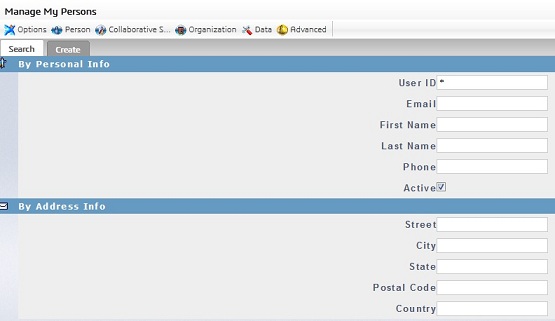 Manage My Persons
Options Person Collaborative S... Organization Data Advanced
Search Create
By Personal Info
User ID *
Email
First Name
Last Name
Phone
Active
By Address Info
Street
City
State
Postal Code
Country